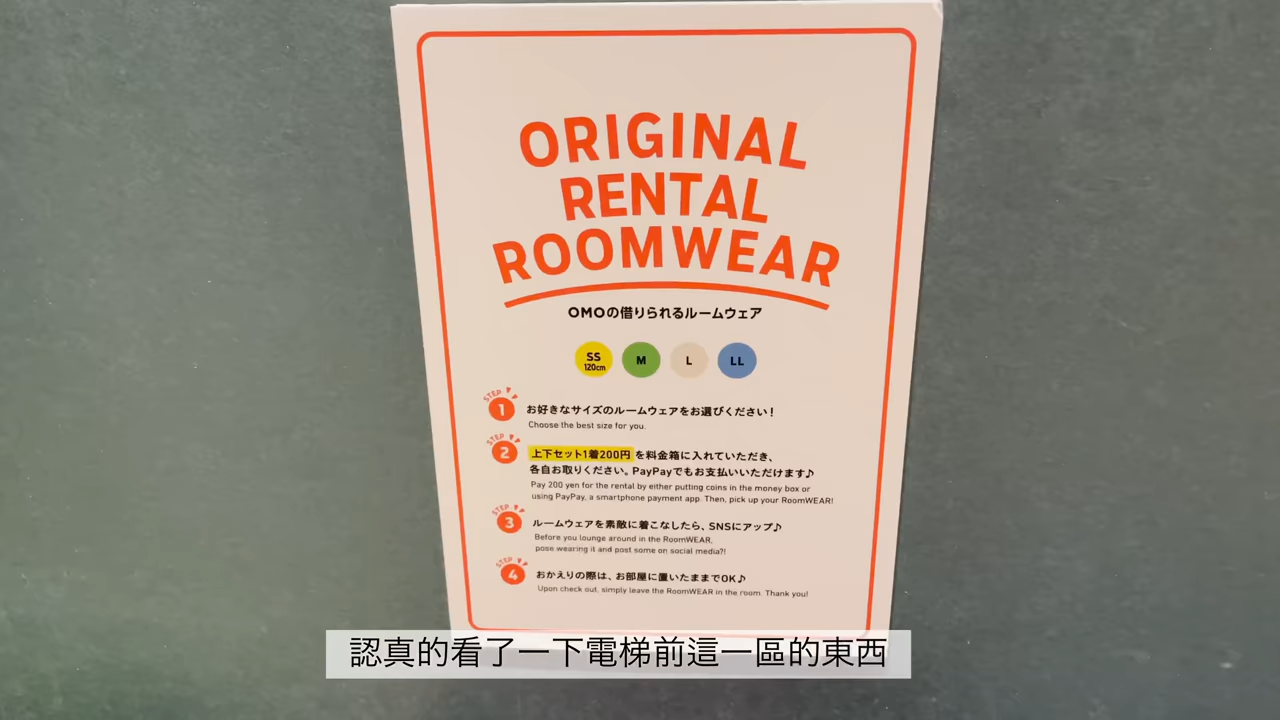 ORIGINAL
RENTAL
ROOMWEAR
OMOの借りられるルームウェア
SS
120cm
M
L
LL
STEP
1
お好きなサイズのルームウェアをお選びください！
Choose the best size for you.
STEP
2
上下セット1着200円を料金箱に入れていただき、
各自お取りください。PayPayでもお支払いいただけます♪
Pay 200 yen for the rental by either putting coins in the money box or
using PayPay, a smartphone payment app. Then, pick up your RoomWEAR!
STEP
3
ルームウェアを素敵に着こなしたら、SNSにアップ♪
Before you lounge around in the RoomWEAR,
pose wearing it and post some on social media?!
STEP
4
おかえりの際は、お部屋に置いたままでOK♪
Upon check out, simply leave the RoomWEAR in the room. Thank you!
認真的看了一下電梯前這一區的東西